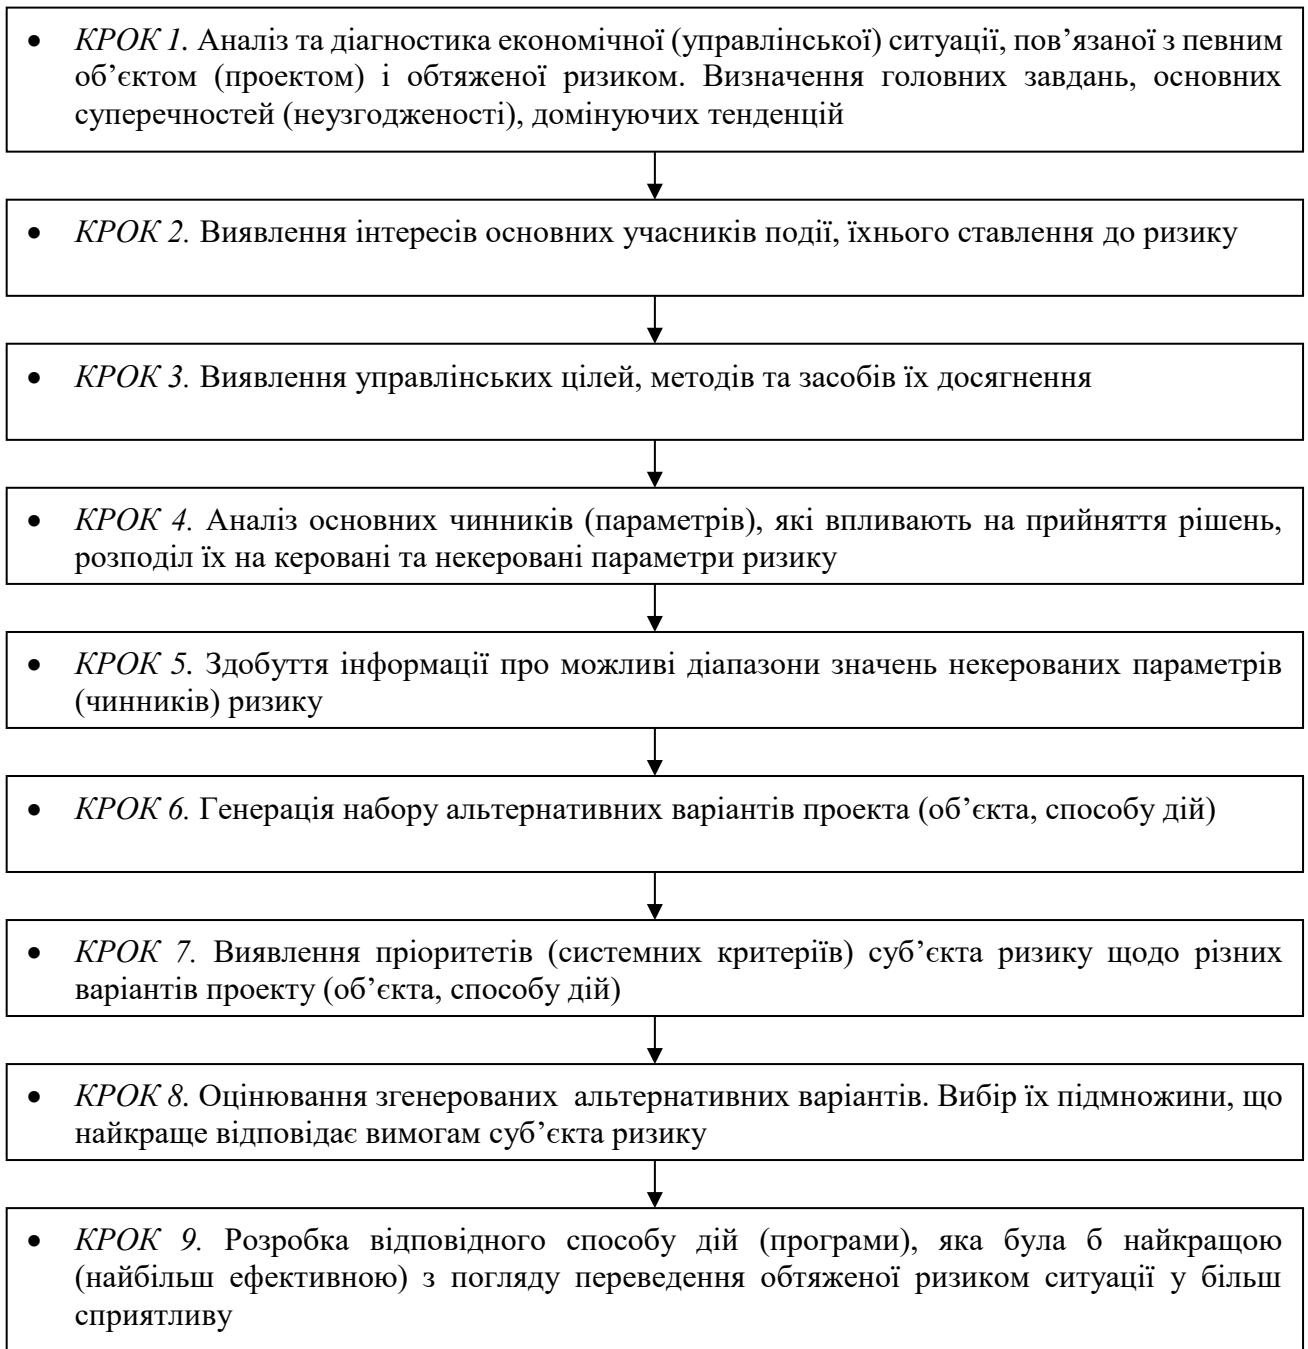 • КРОК 1. Аналіз та діагностика економічної (управлінської) ситуації, пов’язаної з певним
об’єктом (проектом) і обтяженої ризиком. Визначення головних завдань, основних
суперечностей (неузгодженості), домінуючих тенденцій
• КРОК 2. Виявлення інтересів основних учасників події, їхнього ставлення до ризику
• КРОК 3. Виявлення управлінських цілей, методів та засобів їх досягнення
• КРОК 4. Аналіз основних чинників (параметрів), які впливають на прийняття рішень,
розподіл їх на керовані та некеровані параметри ризику
• КРОК 5. Здобуття інформації про можливі діапазони значень некерованих параметрів
(чинників) ризику
• КРОК 6. Генерація набору альтернативних варіантів проекта (об’єкта, способу дій)
• КРОК 7. Виявлення пріоритетів (системних критеріїв) суб’єкта ризику щодо різних
варіантів проекту (об’єкта, способу дій)
• КРОК 8. Оцінювання згенерованих  альтернативних варіантів. Вибір їх підмножини, що
найкраще відповідає вимогам суб’єкта ризику
• КРОК 9. Розробка відповідного способу дій (програми), яка була б найкращою
(найбільш ефективною) з погляду переведення обтяженої ризиком ситуації у більш
сприятливу